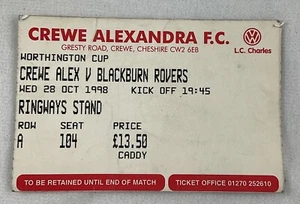 CREWE ALEXANDRA F.C.
GRESTY ROAD, CREWE, CHESHIRE CW2 6EB
L.C. Charles
WORTHINGTON CUP
CREWE ALEX V BLACKBURN ROVERS
WED 28 OCT 1998 KICK OFF 19:45
RINGWAYS STAND
ROW SEAT PRICE
A 104 £13.50
CADDY
TO BE RETAINED UNTIL END OF MATCH TICKET OFFICE 01270 252610